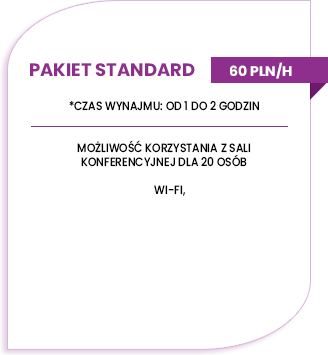 PAKIET STANDARD
60 PLN/H
*CZAS WYNAJMU: OD 1 DO 2 GODZIN
MOŻLIWOŚĆ KORZYSTANIA Z SALI
KONFERENCYJNEJ DLA 20 OSÓB
WI-FI,